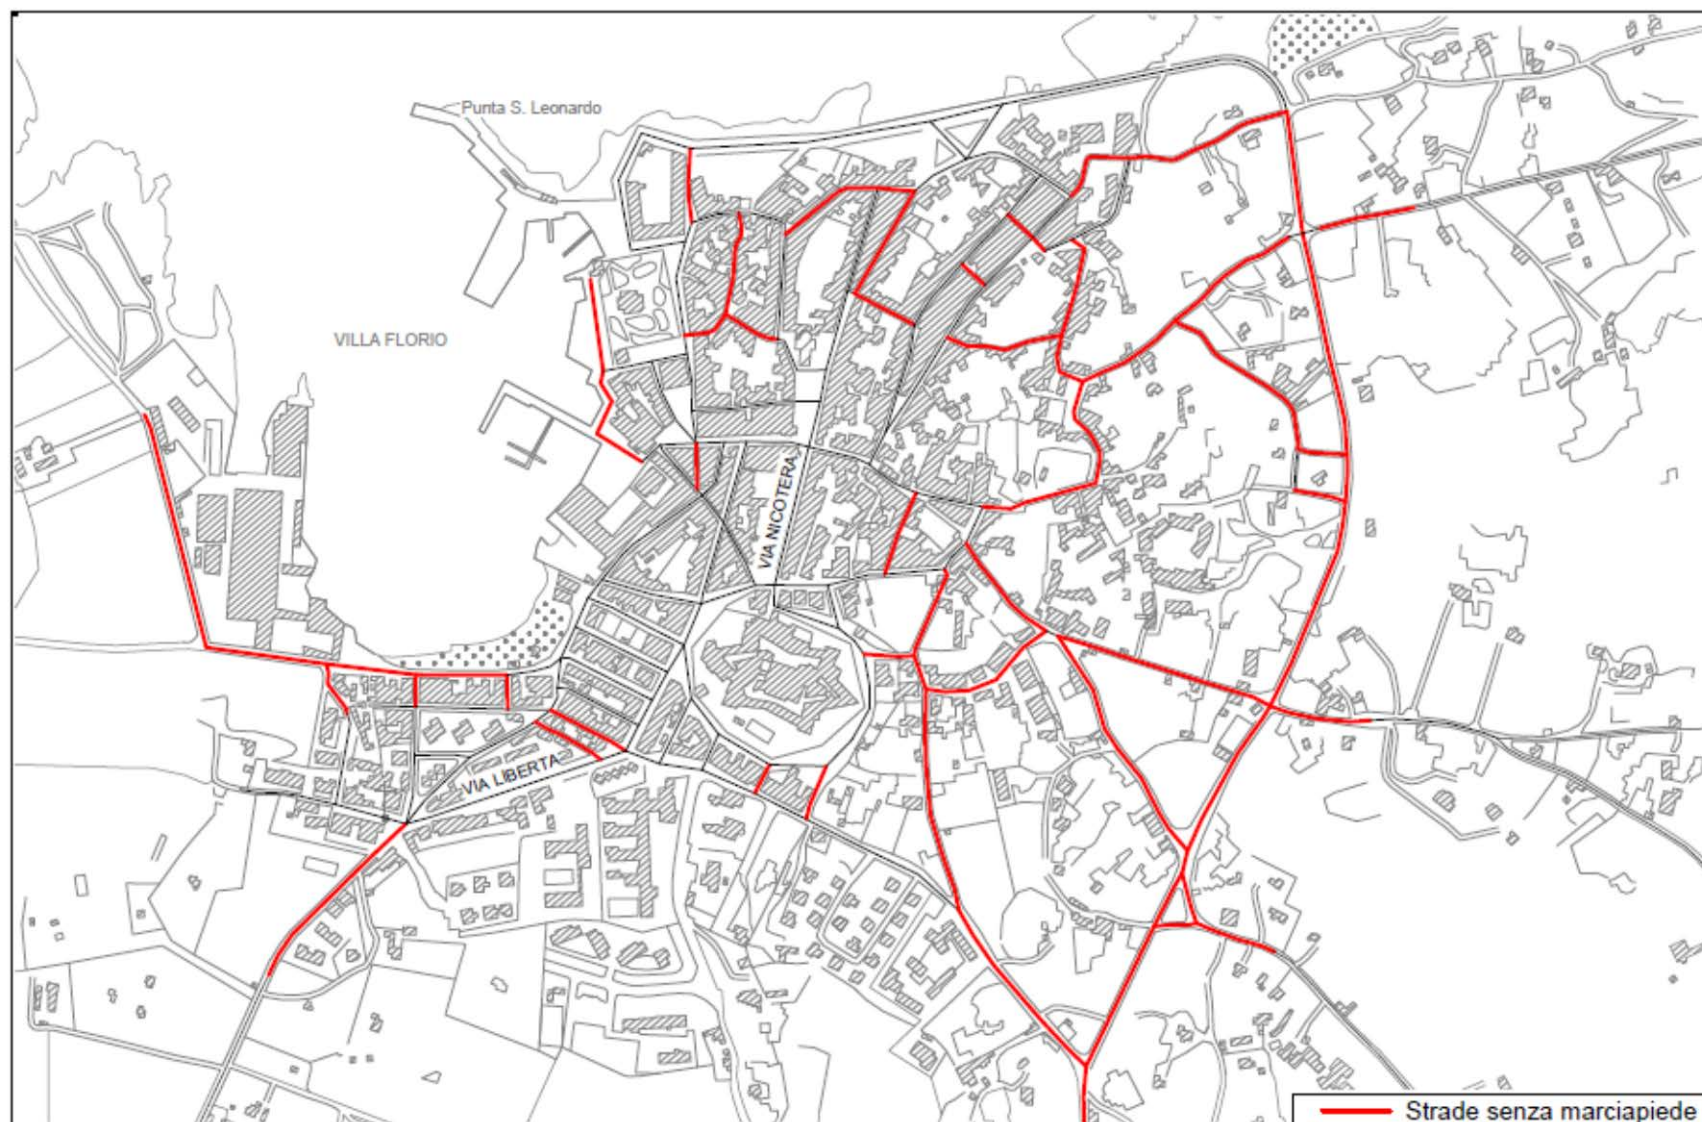 Punta S. Leonardo
VILLA FLORIO
VIA NICOTERA
VIA LIBERTA
Strade senza marciapiede